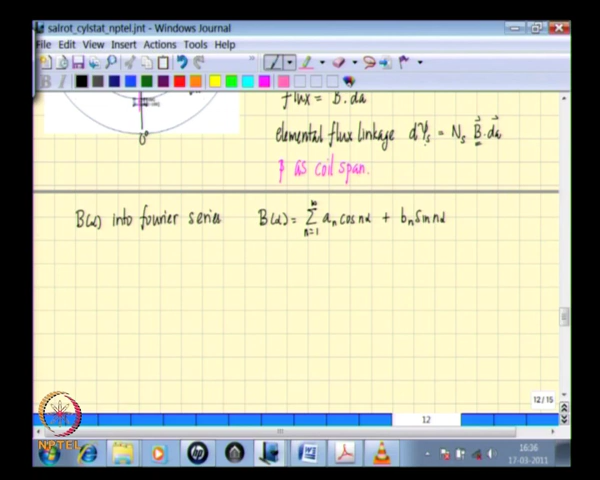 salrot_cylstat_nptel.jnt - Windows Journal
File Edit View Insert Actions Tools Help
B I
0°
flux = B⃗ . da⃗
elemental flux linkage dΨs = Ns B⃗ . da⃗
as coil span.
B(α) into fourier series B(α) = ∞∑n=1 an cos nα + bn sin nα
12 / 15
12
NPTEL
16:36
17-03-2011